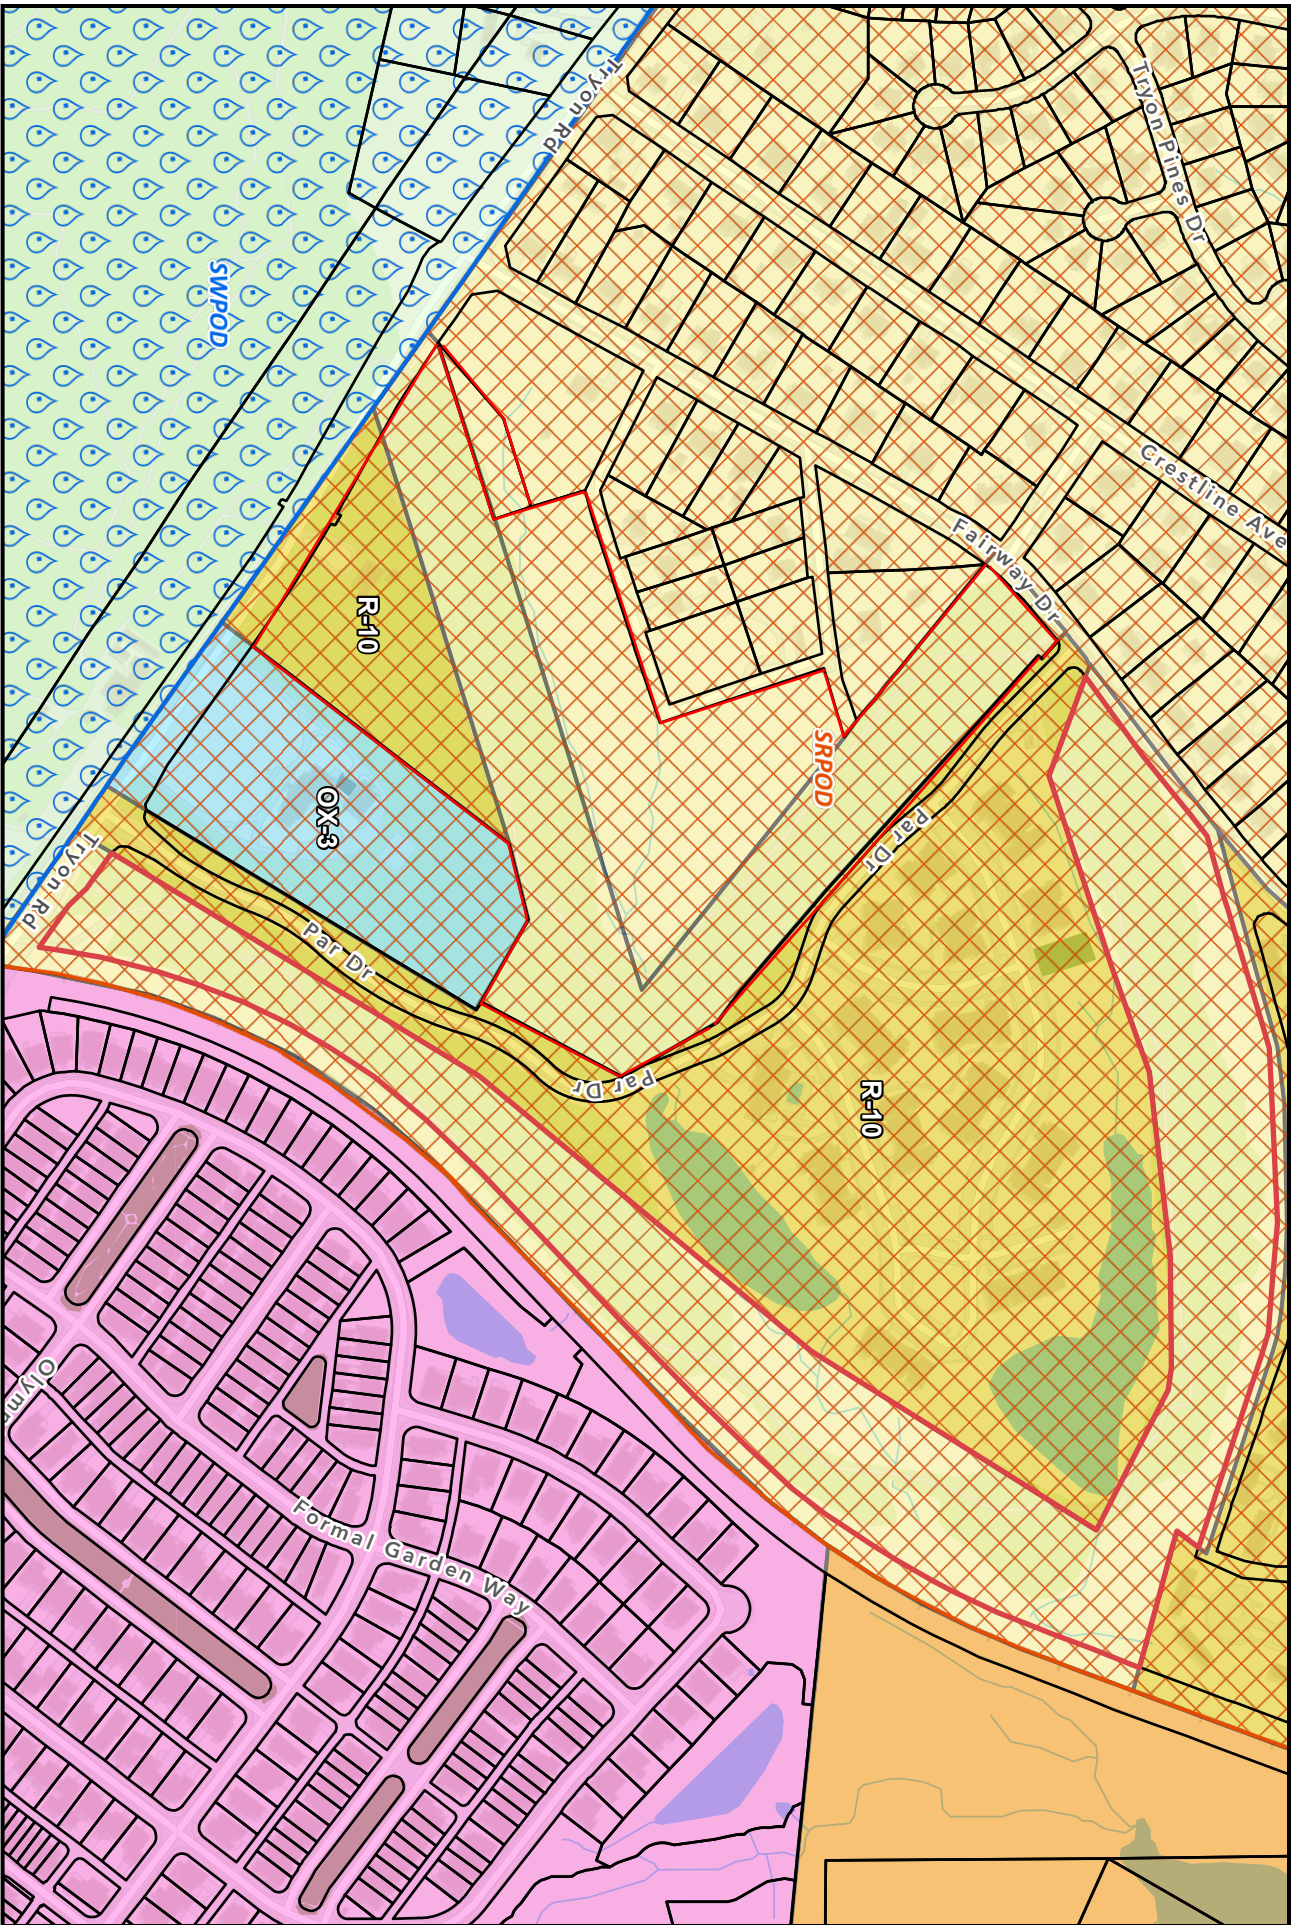 Tryon Rd
Tryon Pines Dr
SWPOD
Crestline Ave
Fairway Dr
R-10
SRPOD
OX-3
Par Dr
Tryon Rd
Par Dr
Par Dr
R-10
Formal Garden Way